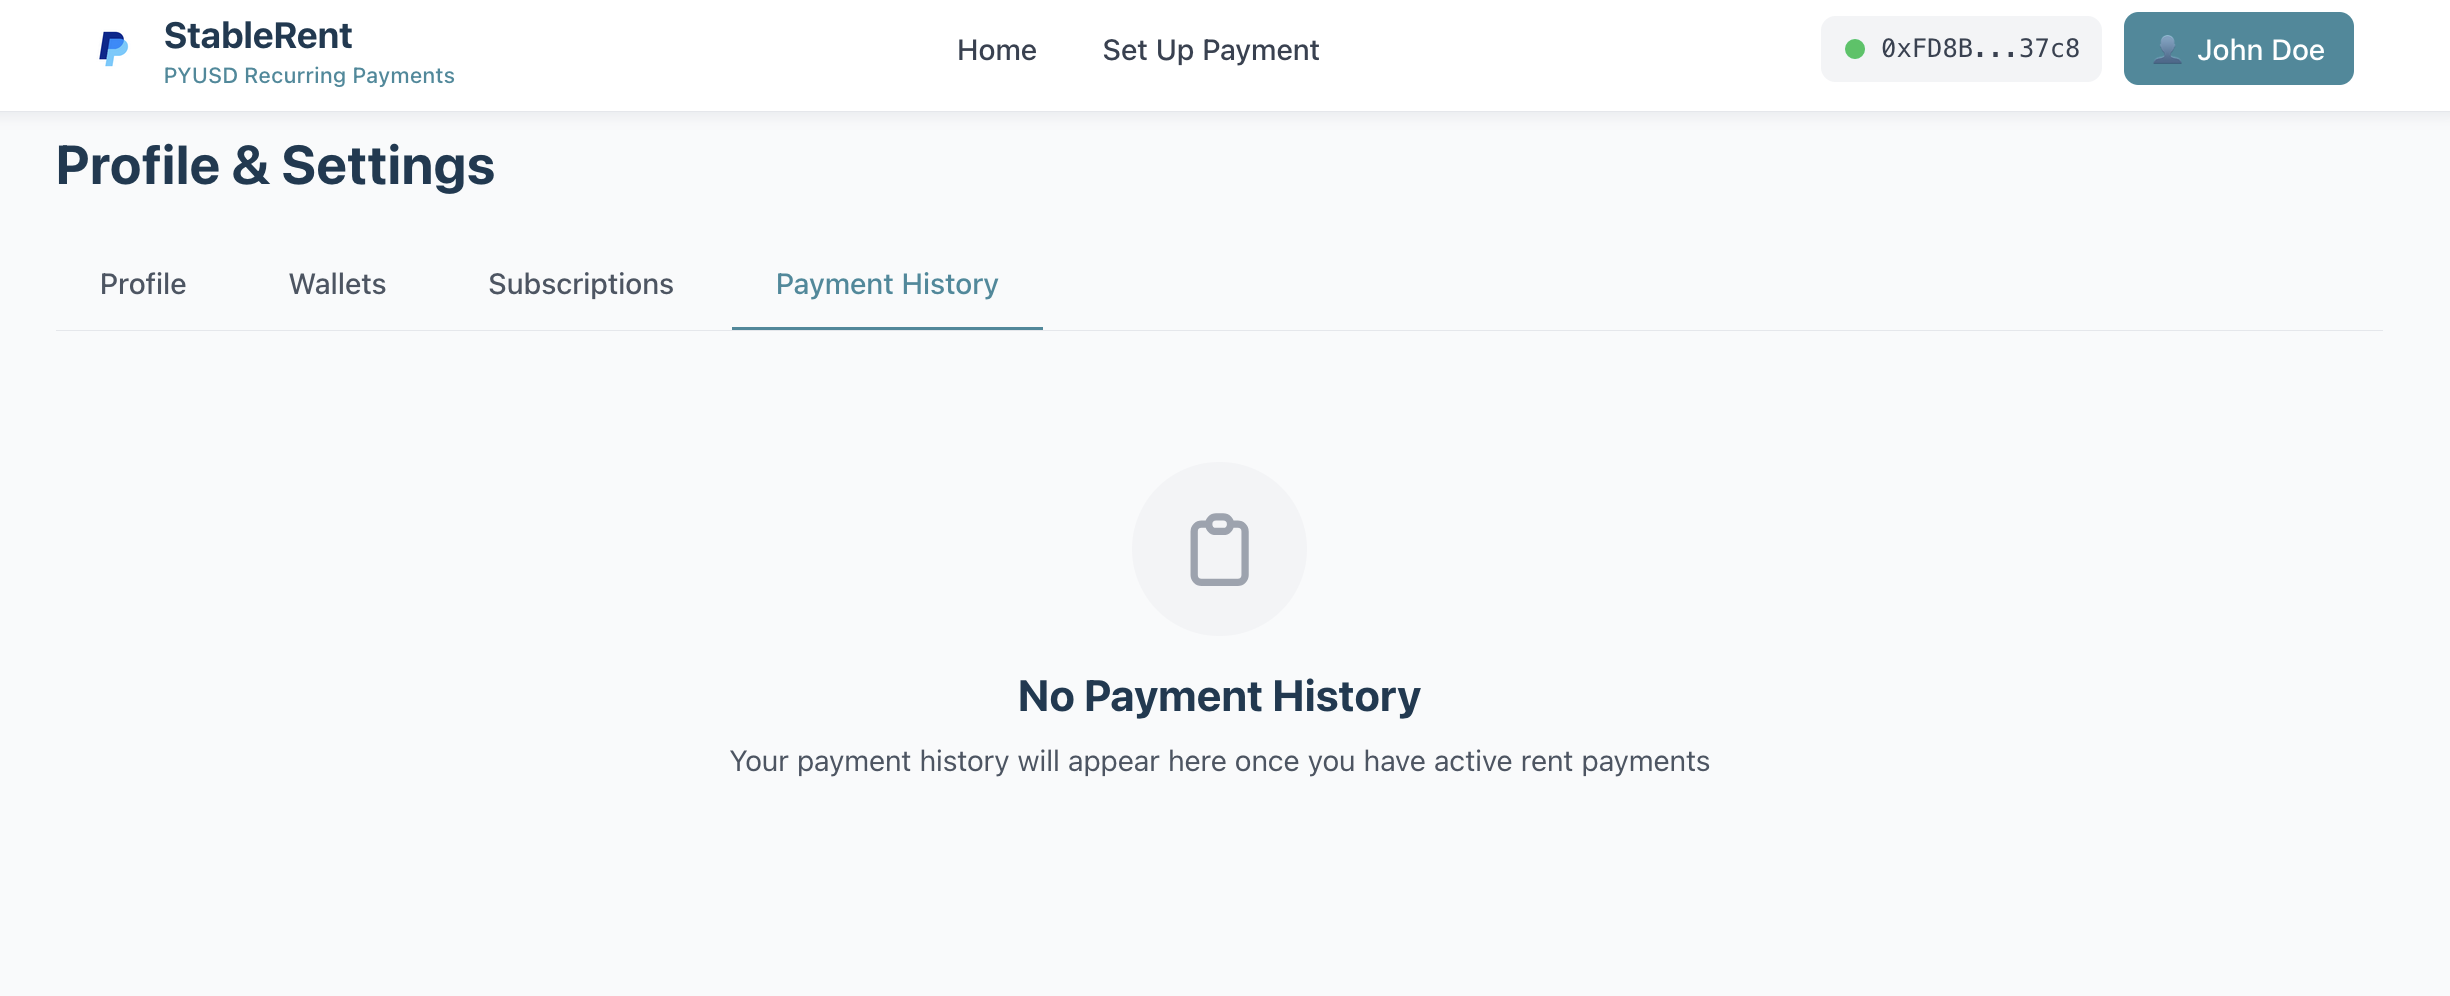 StableRent
PYUSD Recurring Payments
Home
Set Up Payment
0xFD8B...37c8
John Doe
Profile & Settings
Profile
Wallets
Subscriptions
Payment History
No Payment History
Your payment history will appear here once you have active rent payments